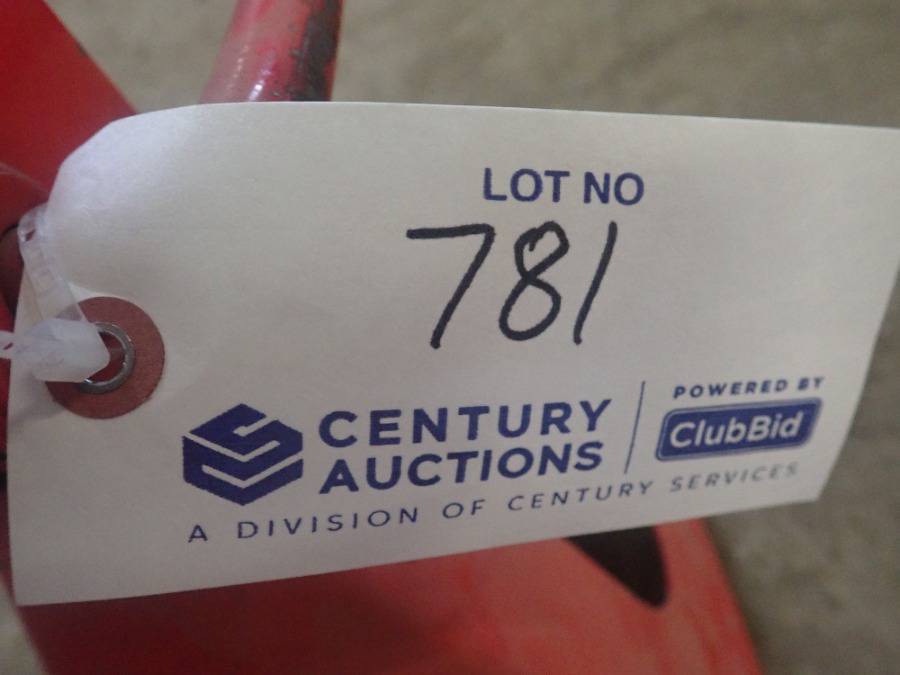 LOT NO
781
CENTURY
AUCTIONS
A DIVISION OF CENTURY SERVICES
POWERED BY
ClubBid